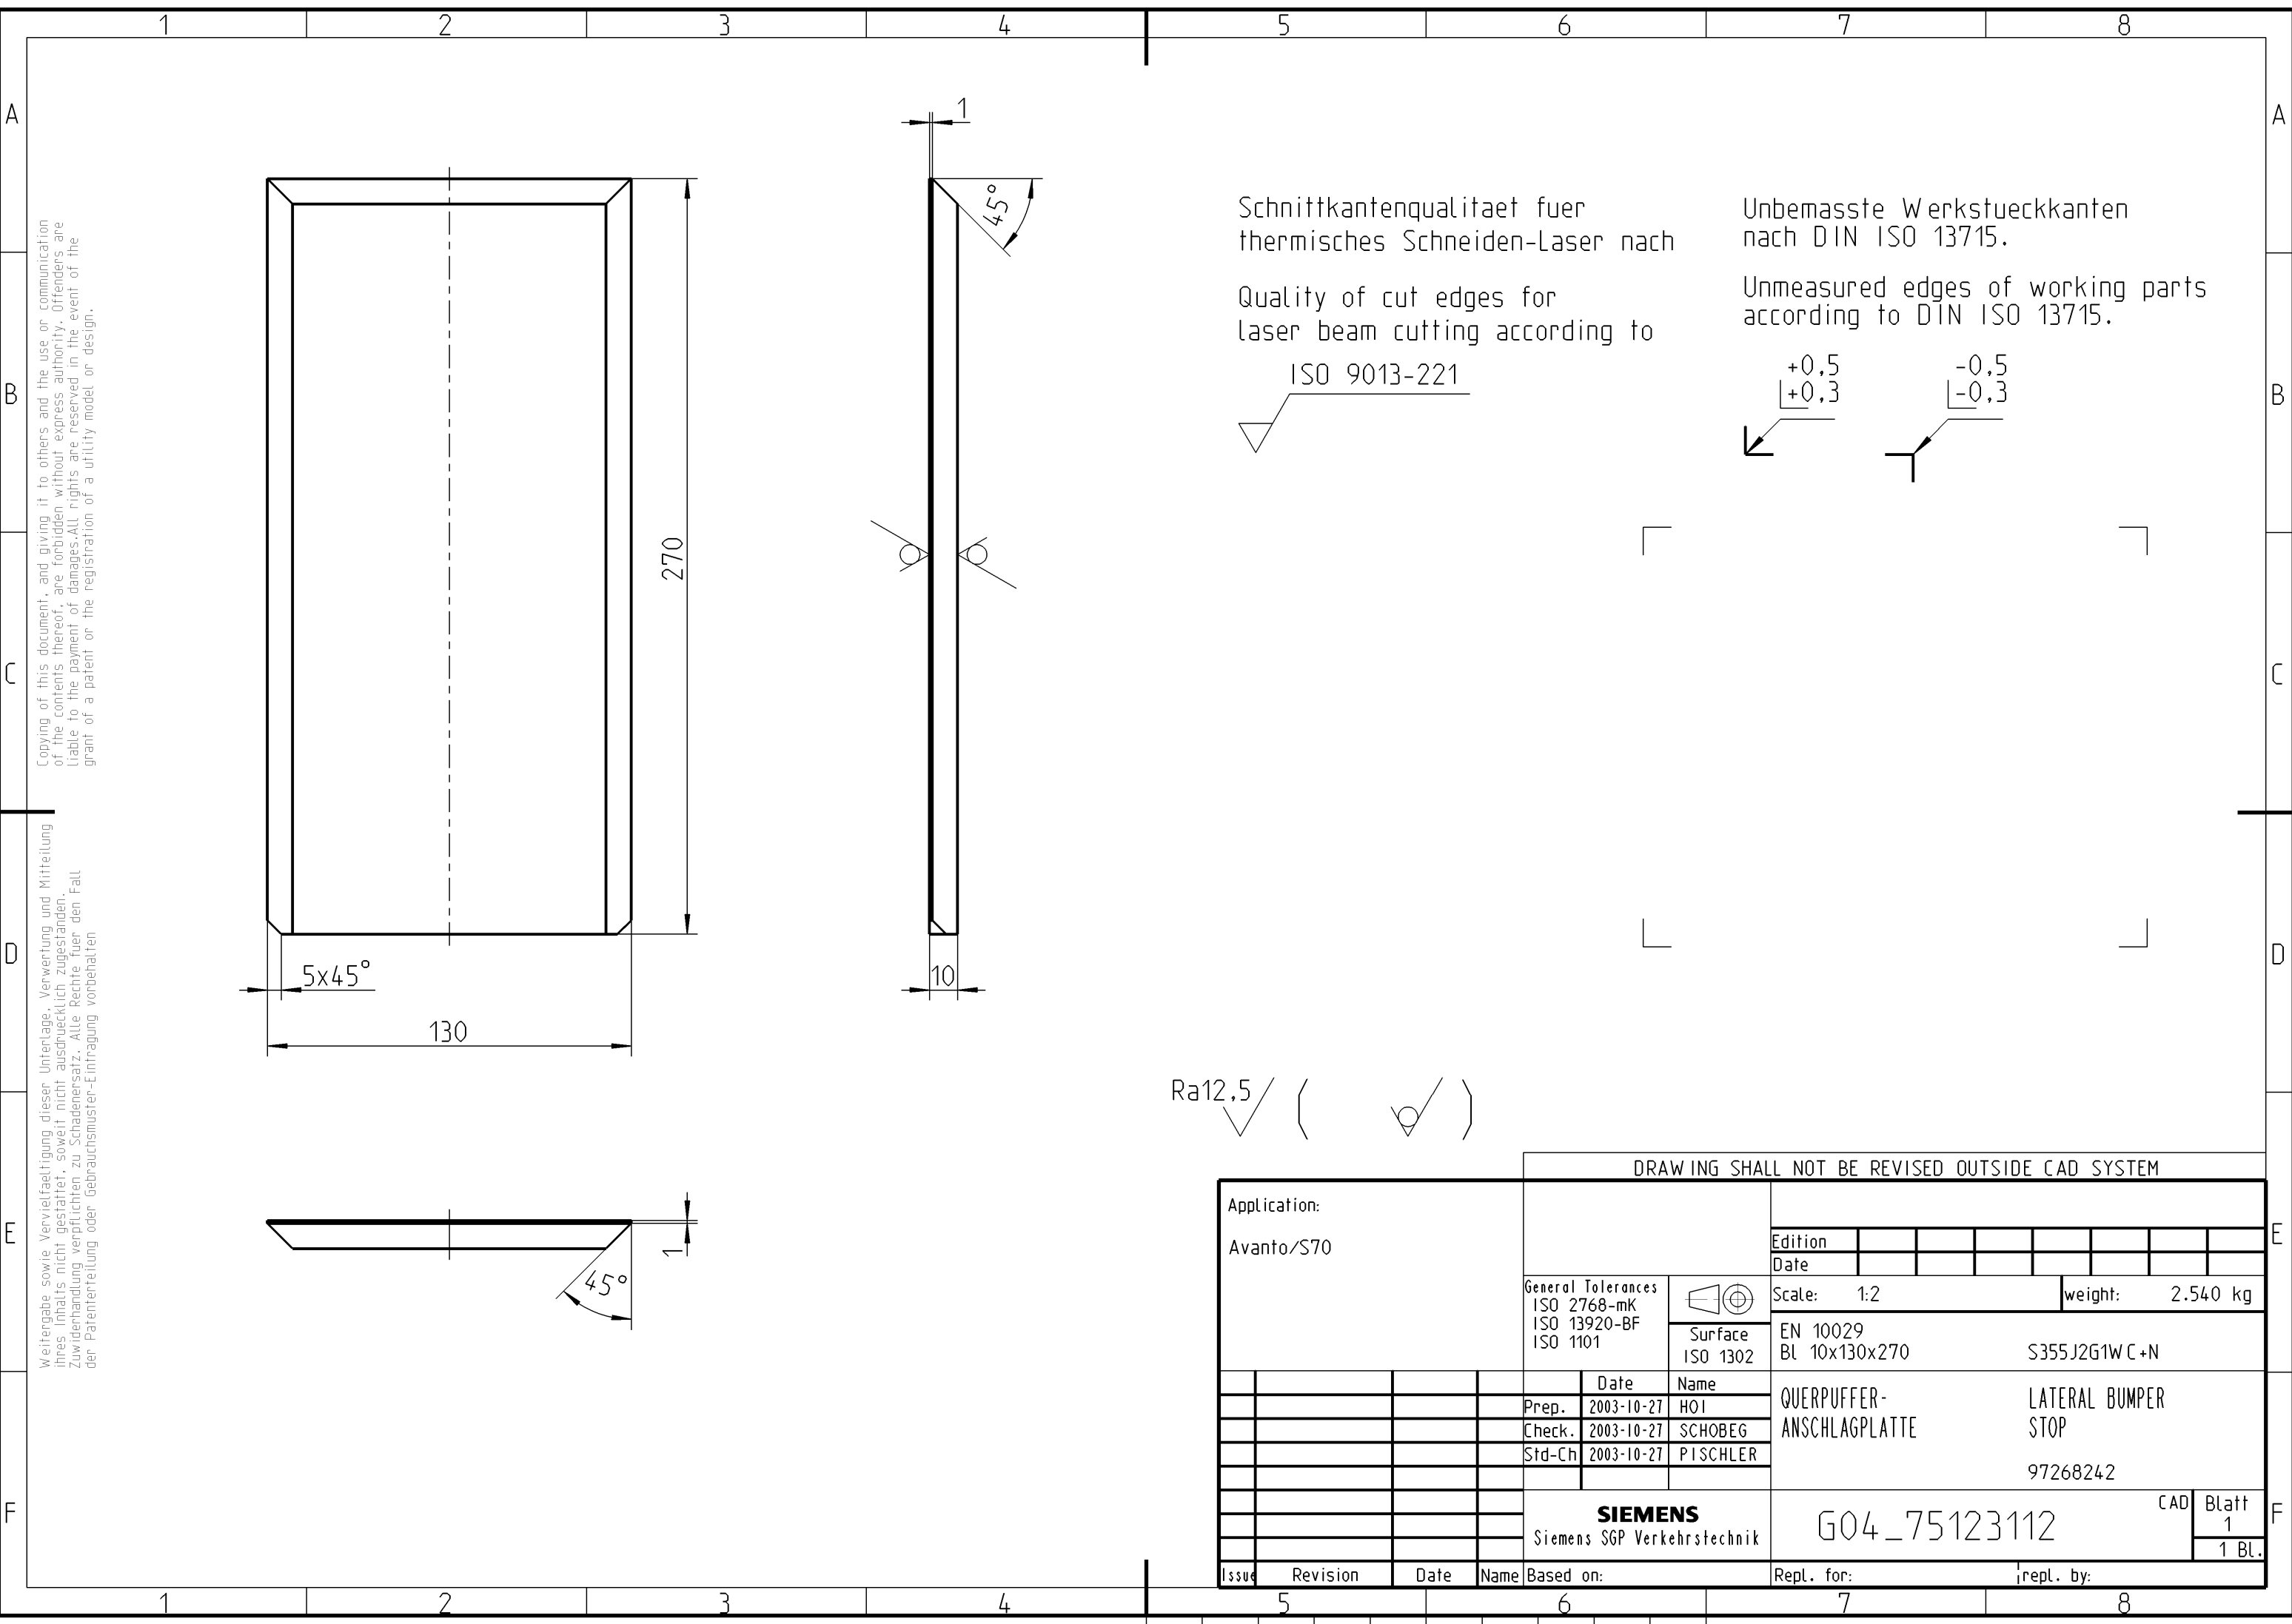 1 2 3 4 5 6 7 8
A A
B B
C C
D D
E E
F F
Copying of this document, and giving it to others and the use or communication
of the contents thereof, are forbidden without express authority. Offenders are
liable to the payment of damages.All rights are reserved in the event of the
grant of a patent or the registration of a utility model or design.
Weitergabe sowie Vervielfaeltigung dieser Unterlage, Verwertung und Mitteilung
ihres Inhalts nicht gestattet, soweit nicht ausdruecklich zugestanden.
Zuwiderhandlung verpflichten zu Schadenersatz. Alle Rechte fuer den Fall
der Patenterteilung oder Gebrauchsmuster-Eintragung vorbehalten
1
45°
270
5x45°
10
130
1
45°
Schnittkantenqualitaet fuer
thermisches Schneiden-Laser nach
Quality of cut edges for
laser beam cutting according to
ISO 9013-221
Unbemasste Werkstueckkanten
nach DIN ISO 13715.
Unmeasured edges of working parts
according to DIN ISO 13715.
+0,5
+0,3
-0,5
-0,3
Ra12,5 ( )
DRAWING SHALL NOT BE REVISED OUTSIDE CAD SYSTEM
Application:
Avanto/S70
Edition
Date
General Tolerances
ISO 2768-mK
ISO 13920-BF
ISO 1101
Surface
ISO 1302
Scale: 1:2
weight: 2.540 kg
EN 10029
Bl 10x130x270 S355J2G1WC+N
Date Name
Prep. 2003-10-27 HOI
Check. 2003-10-27 SCHOBEG
Std-Ch 2003-10-27 PISCHLER
QUERPUFFER-
ANSCHLAGPLATTE
LATERAL BUMPER
STOP
97268242
SIEMENS
Siemens SGP Verkehrstechnik
G04_75123112
CAD
Blatt
1
1 Bl.
Issue Revision Date Name Based on: Repl. for: repl. by:
1 2 3 4 5 6 7 8